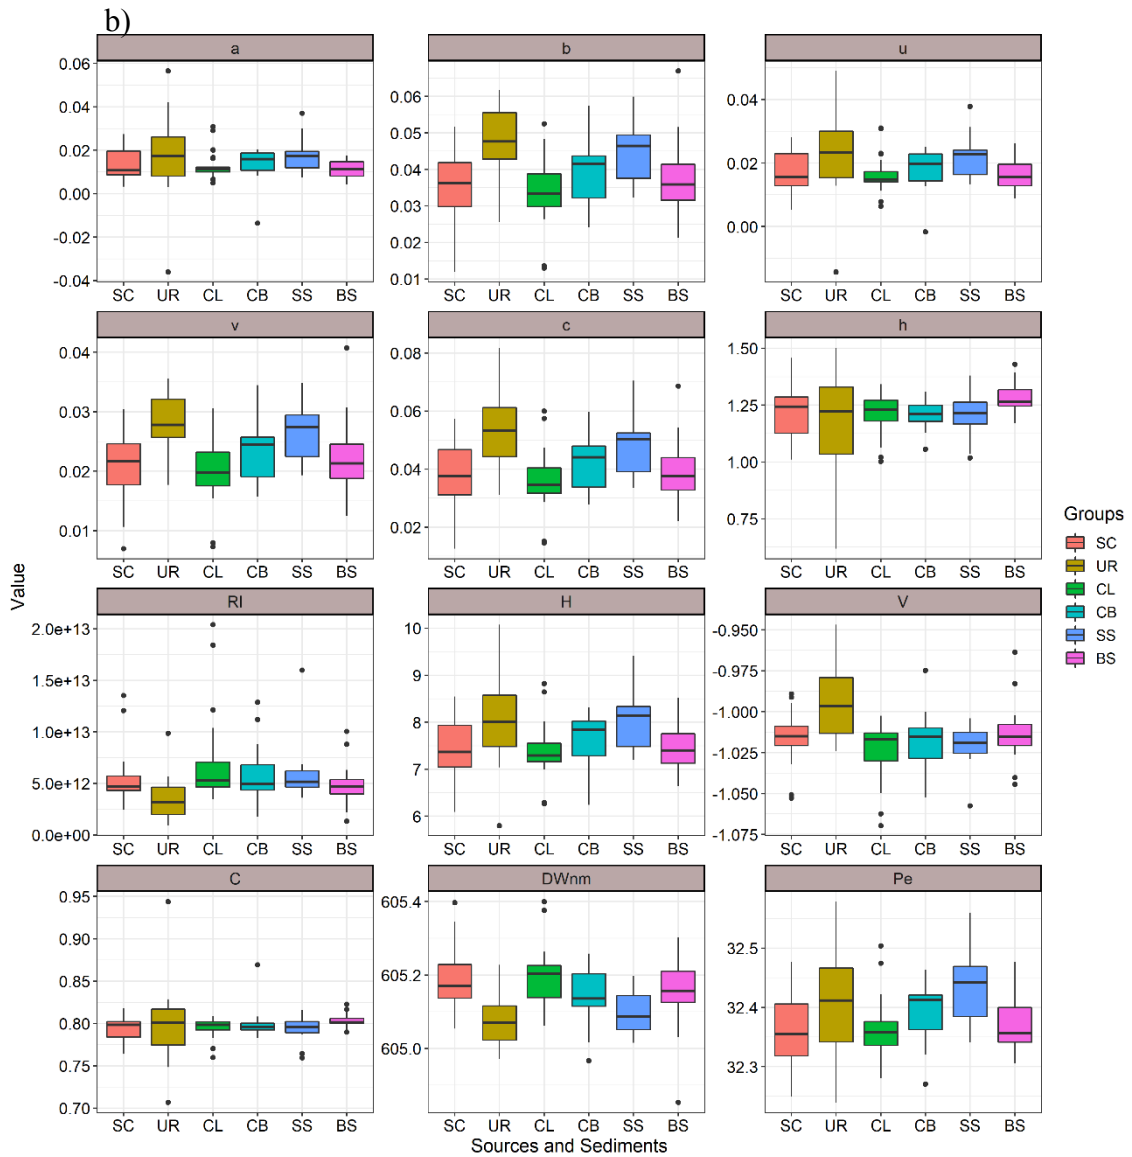 b)
a b u
0.06
0.04
0.02
0.00
-0.02
-0.04
0.06
0.05
0.04
0.03
0.02
0.01
0.04
0.02
0.00
SC UR CL CB SS BS SC UR CL CB SS BS SC UR CL CB SS BS
v c h
0.04
0.03
0.02
0.01
0.08
0.06
0.04
0.02
1.50
1.25
1.00
0.75
SC UR CL CB SS BS SC UR CL CB SS BS SC UR CL CB SS BS
RI H V
2.0e+13
1.5e+13
1.0e+13
5.0e+12
0.0e+00
10
9
8
7
6
-0.950
-0.975
-1.000
-1.025
-1.050
-1.075
SC UR CL CB SS BS SC UR CL CB SS BS SC UR CL CB SS BS
C DWnm Pe
0.95
0.90
0.85
0.80
0.75
0.70
605.4
605.2
605.0
32.5
32.4
32.3
SC UR CL CB SS BS SC UR CL CB SS BS SC UR CL CB SS BS
Value
Sources and Sediments
Groups
SC
UR
CL
CB
SS
BS